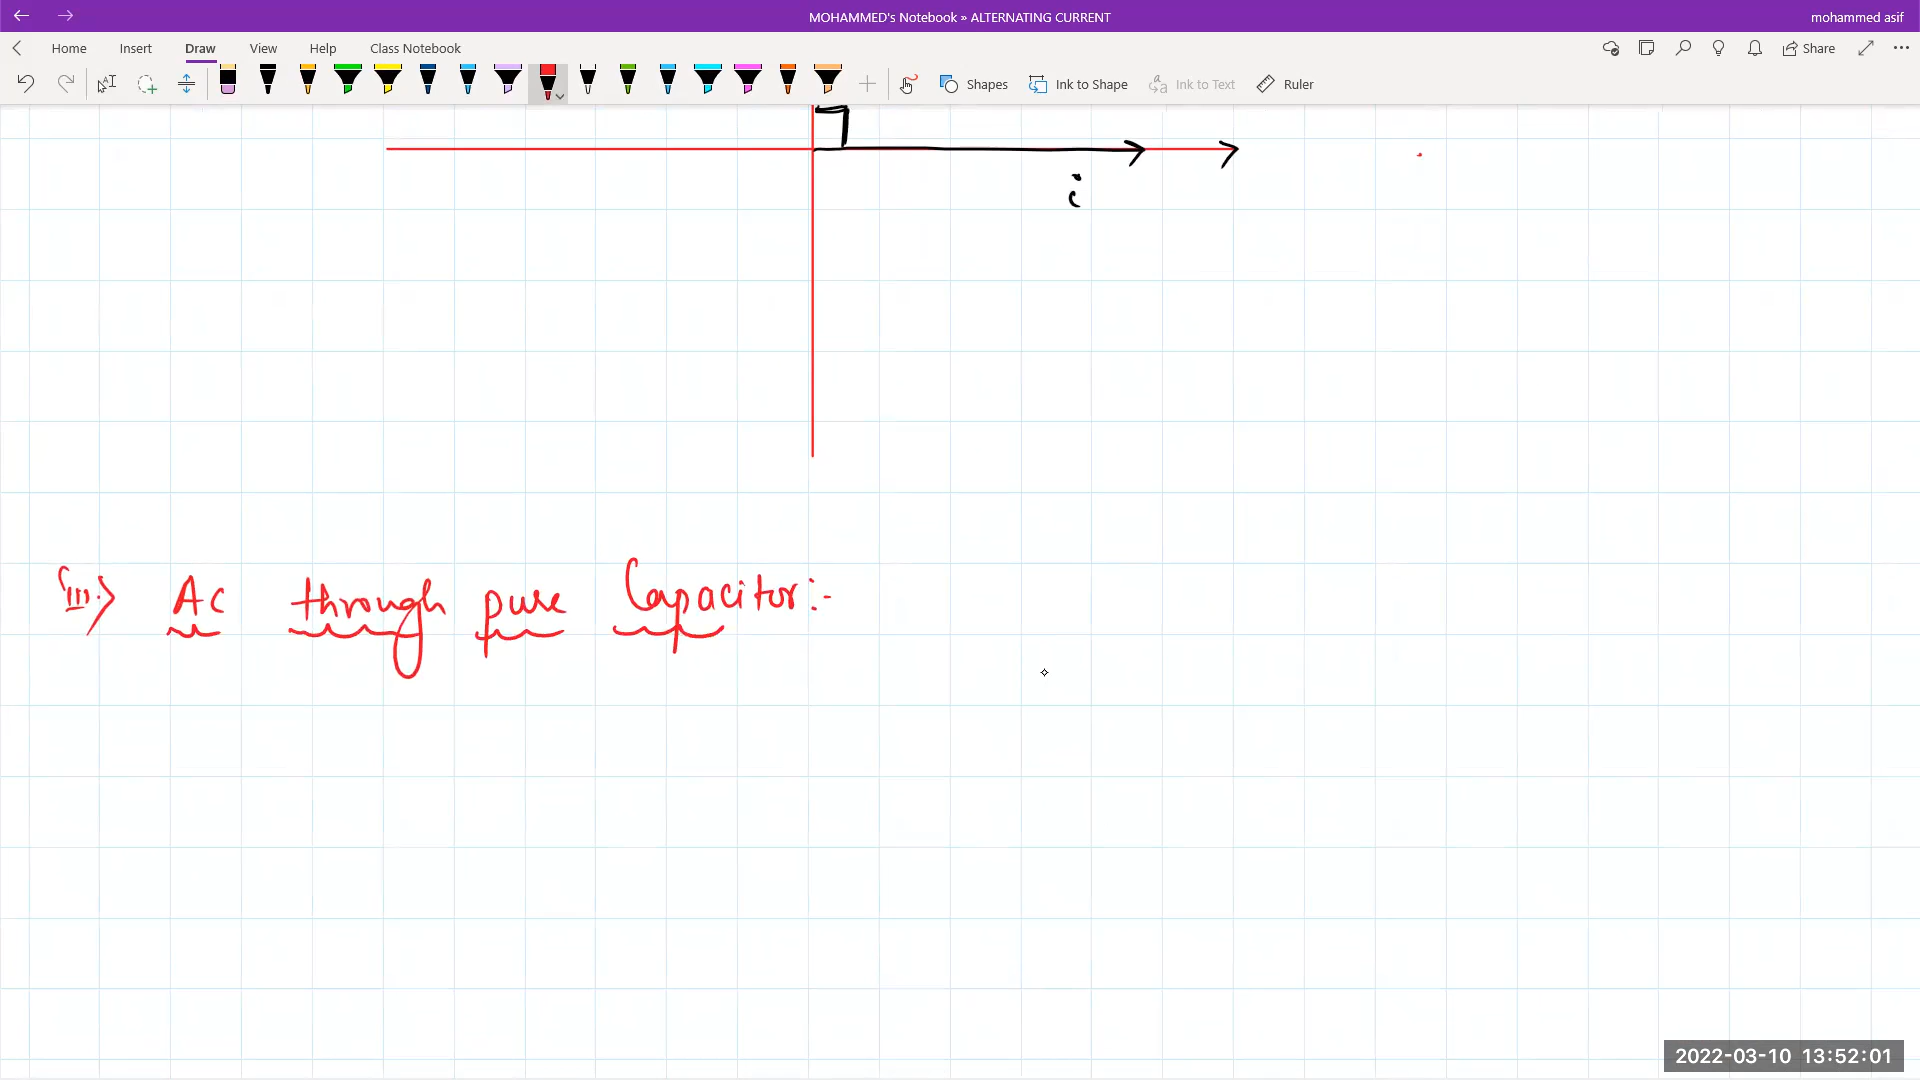 MOHAMMED's Notebook » ALTERNATING CURRENT
mohammed asif
Home Insert Draw View Help Class Notebook
Share
Shapes Ink to Shape Ink to Text Ruler
i
iii) Ac through pure Capacitor:-
2022-03-10 13:52:01